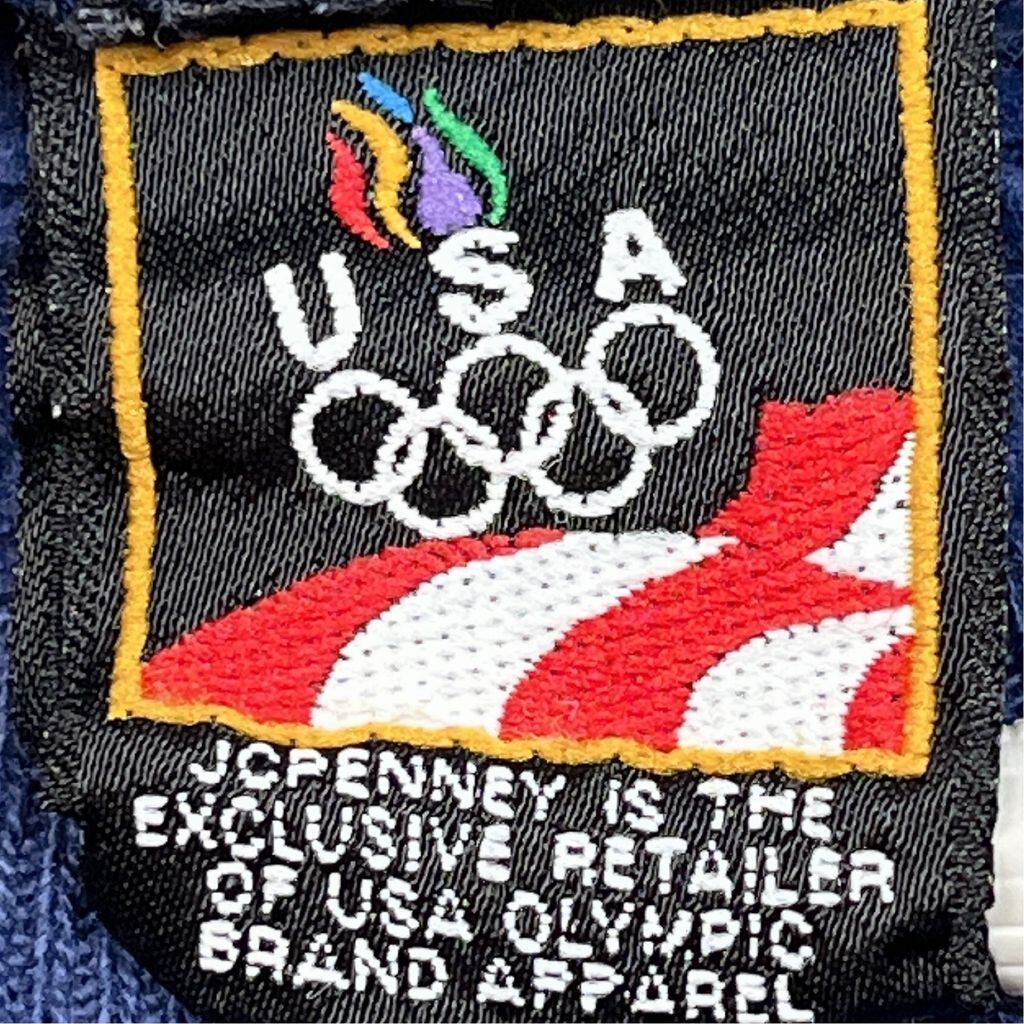 USA
JCPENNEY IS THE
EXCLUSIVE RETAILER
OF USA OLYMPIC
BRAND APPAREL